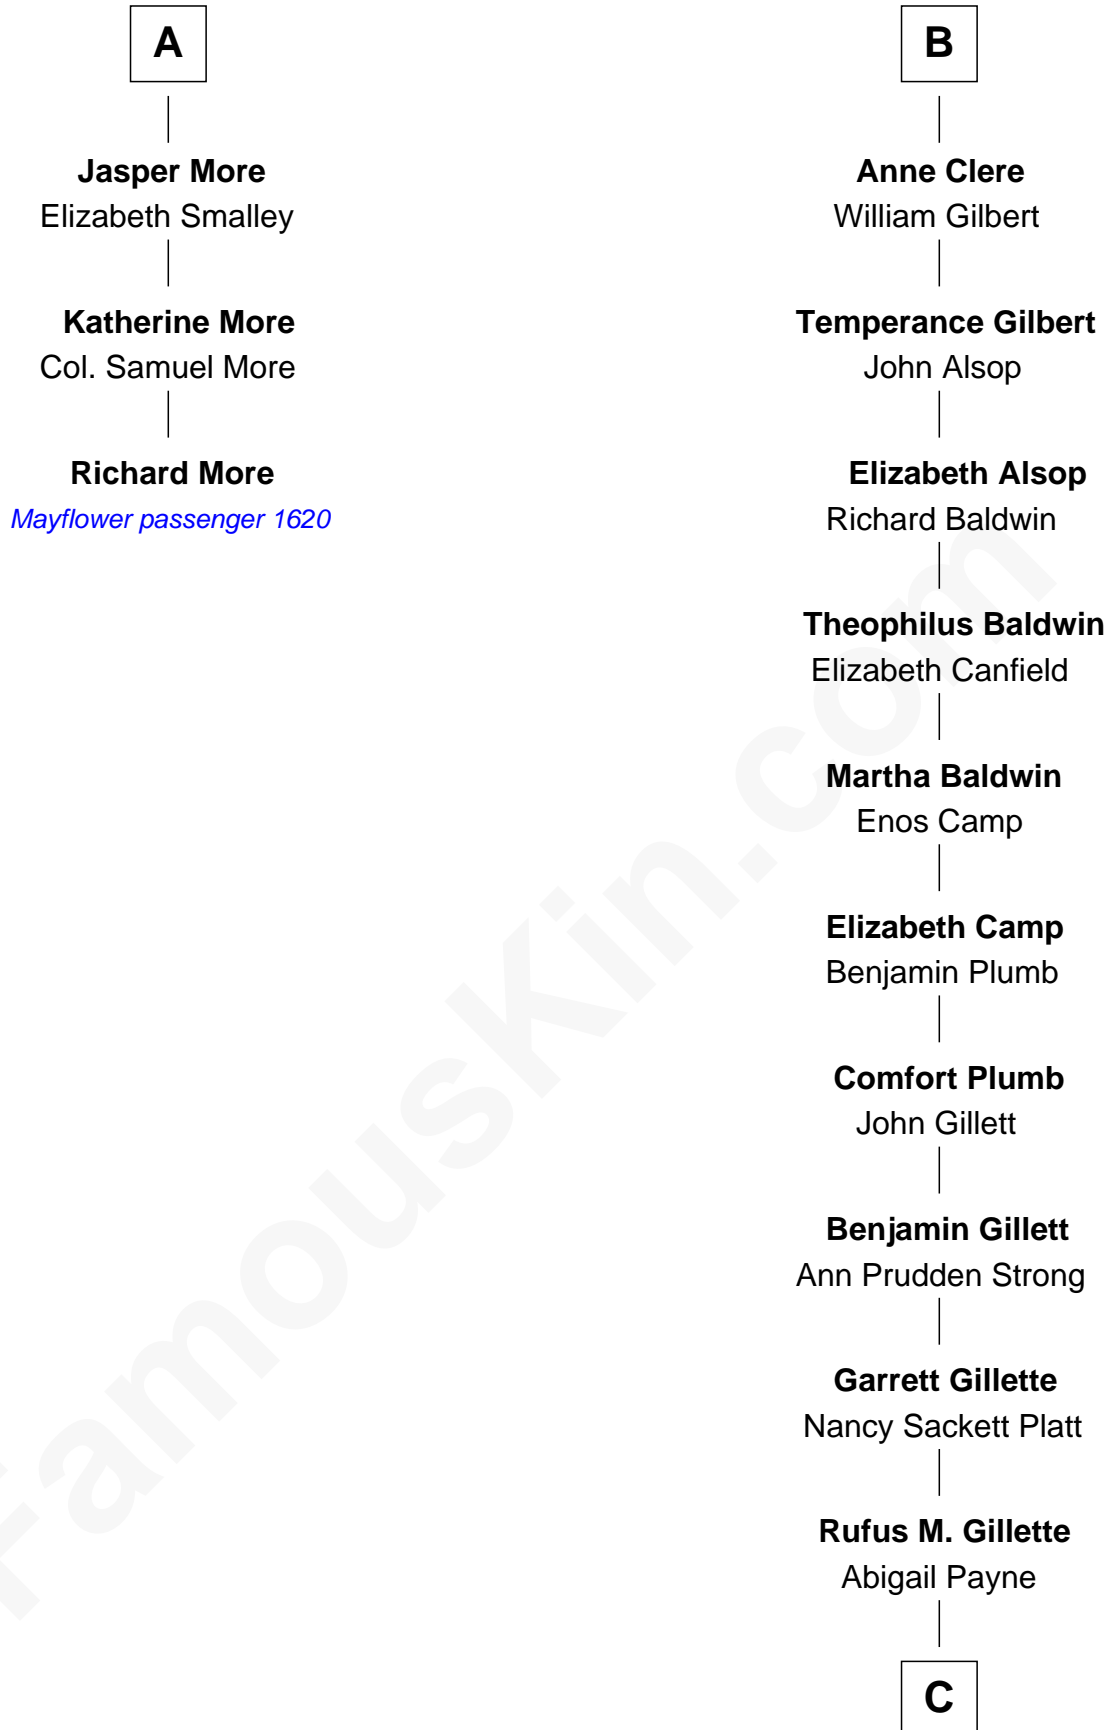 A
Jasper More
Elizabeth Smalley
Katherine More
Col. Samuel More
Richard More
Mayflower passenger 1620
B
Anne Clere
William Gilbert
Temperance Gilbert
John Alsop
Elizabeth Alsop
Richard Baldwin
Theophilus Baldwin
Elizabeth Canfield
Martha Baldwin
Enos Camp
Elizabeth Camp
Benjamin Plumb
Comfort Plumb
John Gillett
Benjamin Gillett
Ann Prudden Strong
Garrett Gillette
Nancy Sackett Platt
Rufus M. Gillette
Abigail Payne
C
FamousKin.com